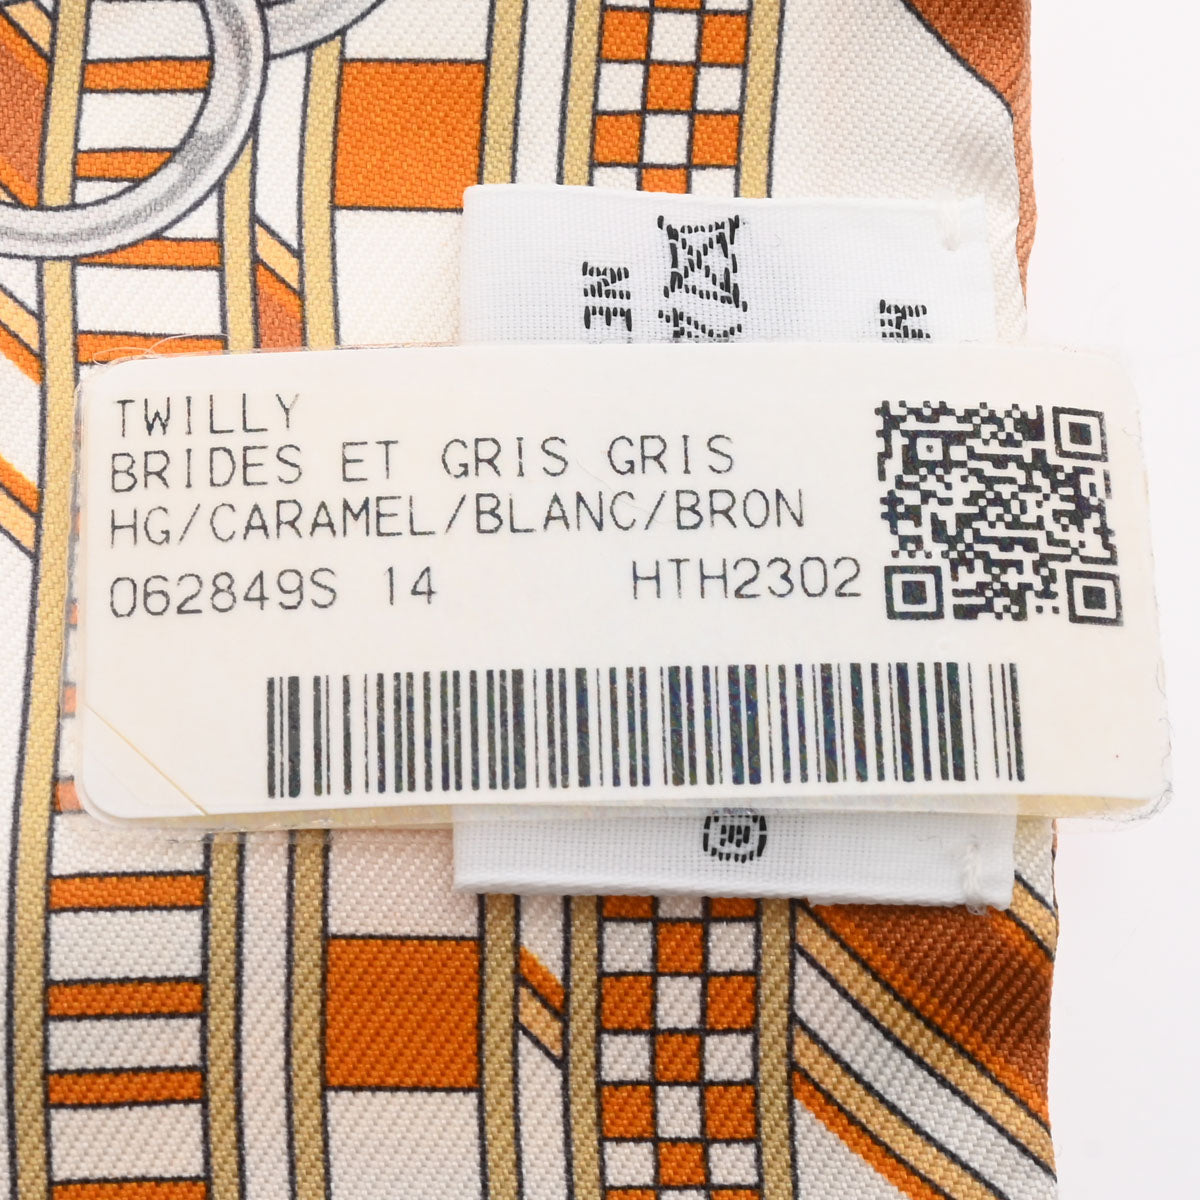 TWILLY
BRIDES ET GRIS GRIS
HG/CARAMEL/BLANC/BRON
062849S 14 HTH2302